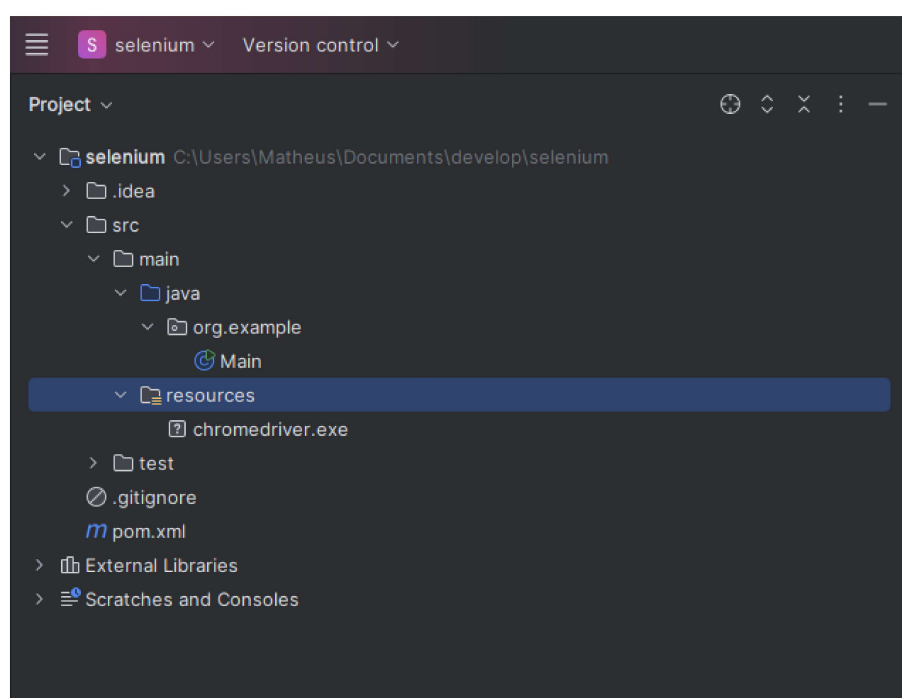 S selenium Version control
Project
selenium C:\Users\Matheus\Documents\develop\selenium
.idea
src
main
java
org.example
Main
resources
chromedriver.exe
test
.gitignore
m pom.xml
External Libraries
Scratches and Consoles